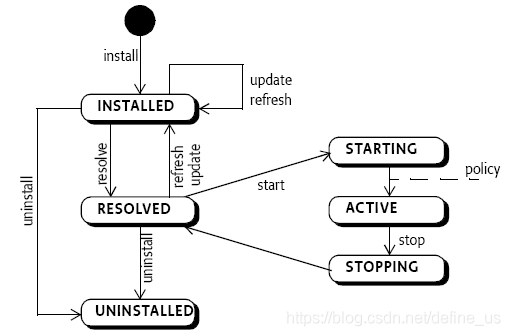 install
update
refresh
INSTALLED
resolve
refresh
update
uninstall
STARTING
policy
start
RESOLVED
ACTIVE
uninstall
stop
STOPPING
UNINSTALLED
https://blog.csdn.net/define_us